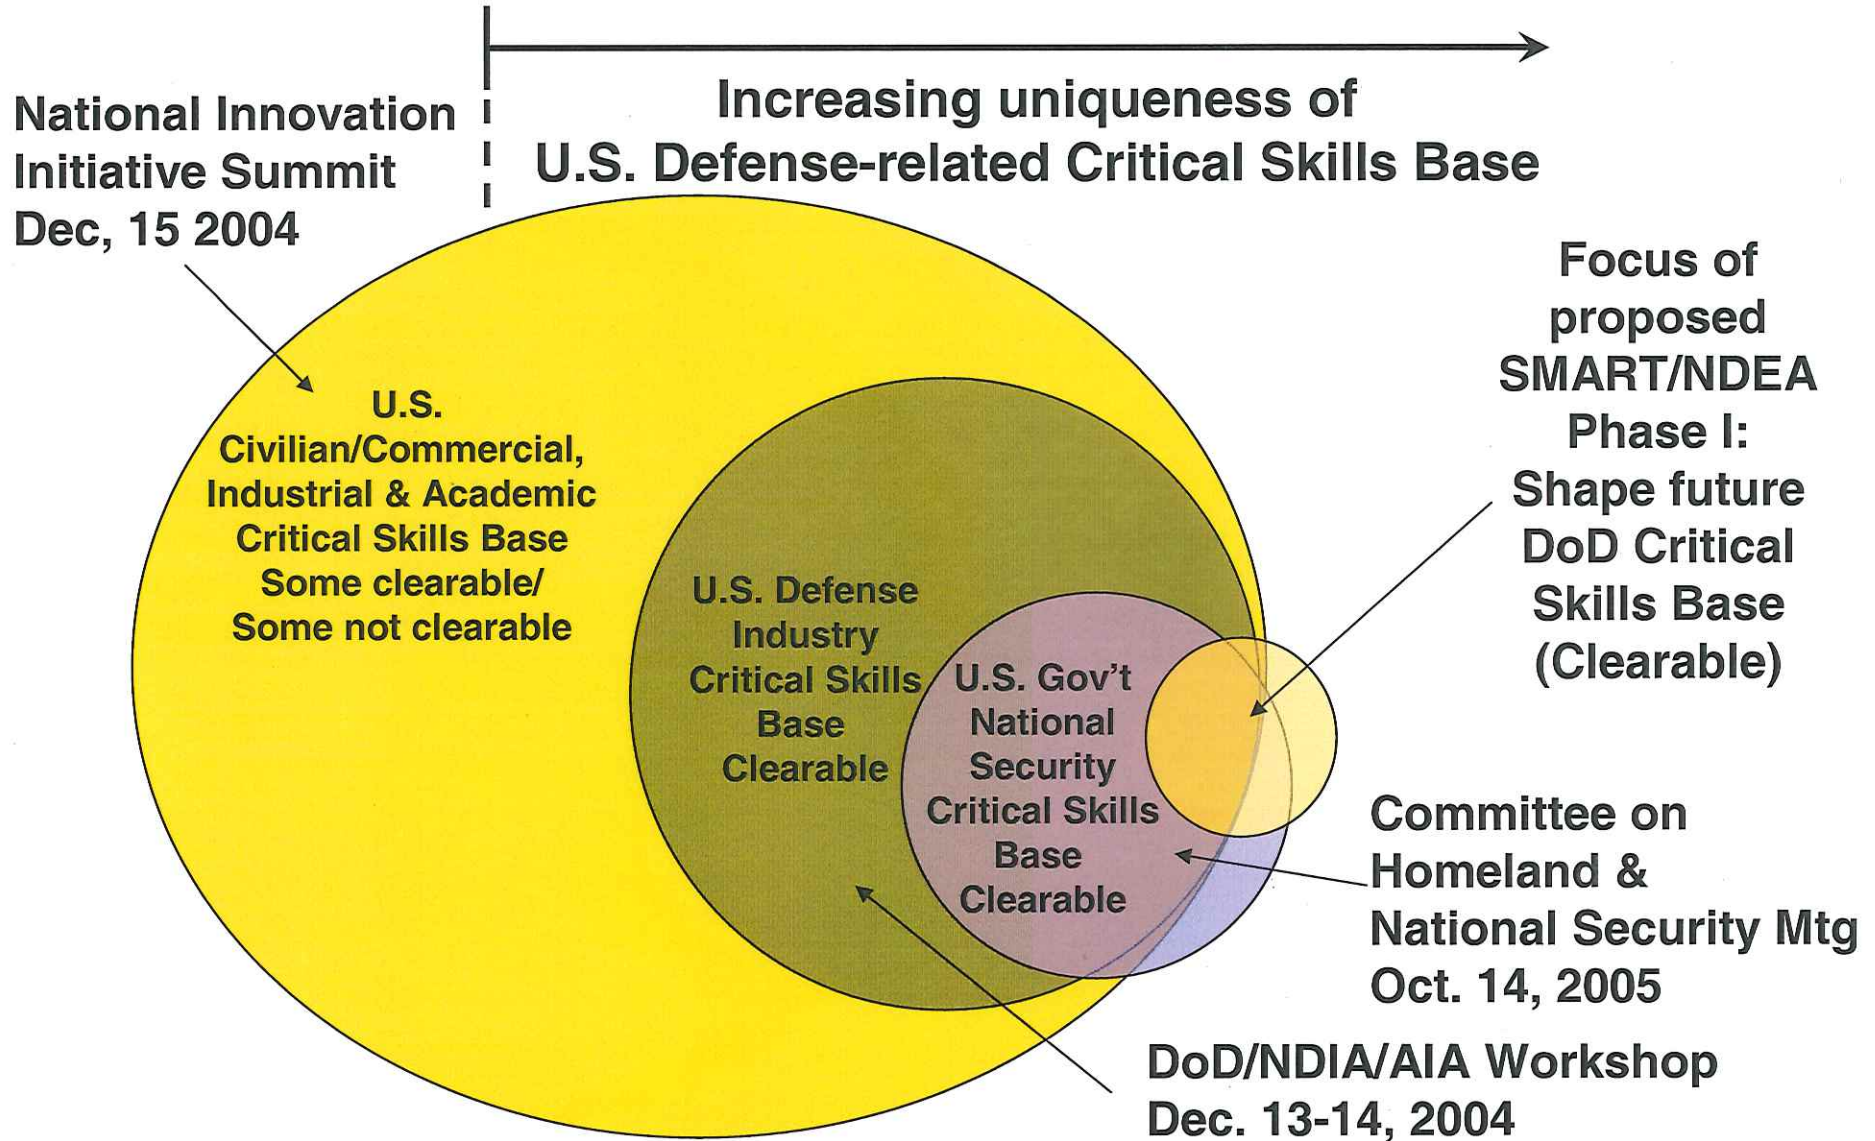 National Innovation
Initiative Summit
Dec, 15 2004
Increasing uniqueness of
U.S. Defense-related Critical Skills Base
Focus of
proposed
SMART/NDEA
Phase I:
Shape future
DoD Critical
Skills Base
(Clearable)
U.S.
Civilian/Commercial,
Industrial & Academic
Critical Skills Base
Some clearable/
Some not clearable
U.S. Defense
Industry
Critical Skills
Base
Clearable
U.S. Gov't
National
Security
Critical Skills
Base
Clearable
Committee on
Homeland &
National Security Mtg
Oct. 14, 2005
DoD/NDIA/AIA Workshop
Dec. 13-14, 2004